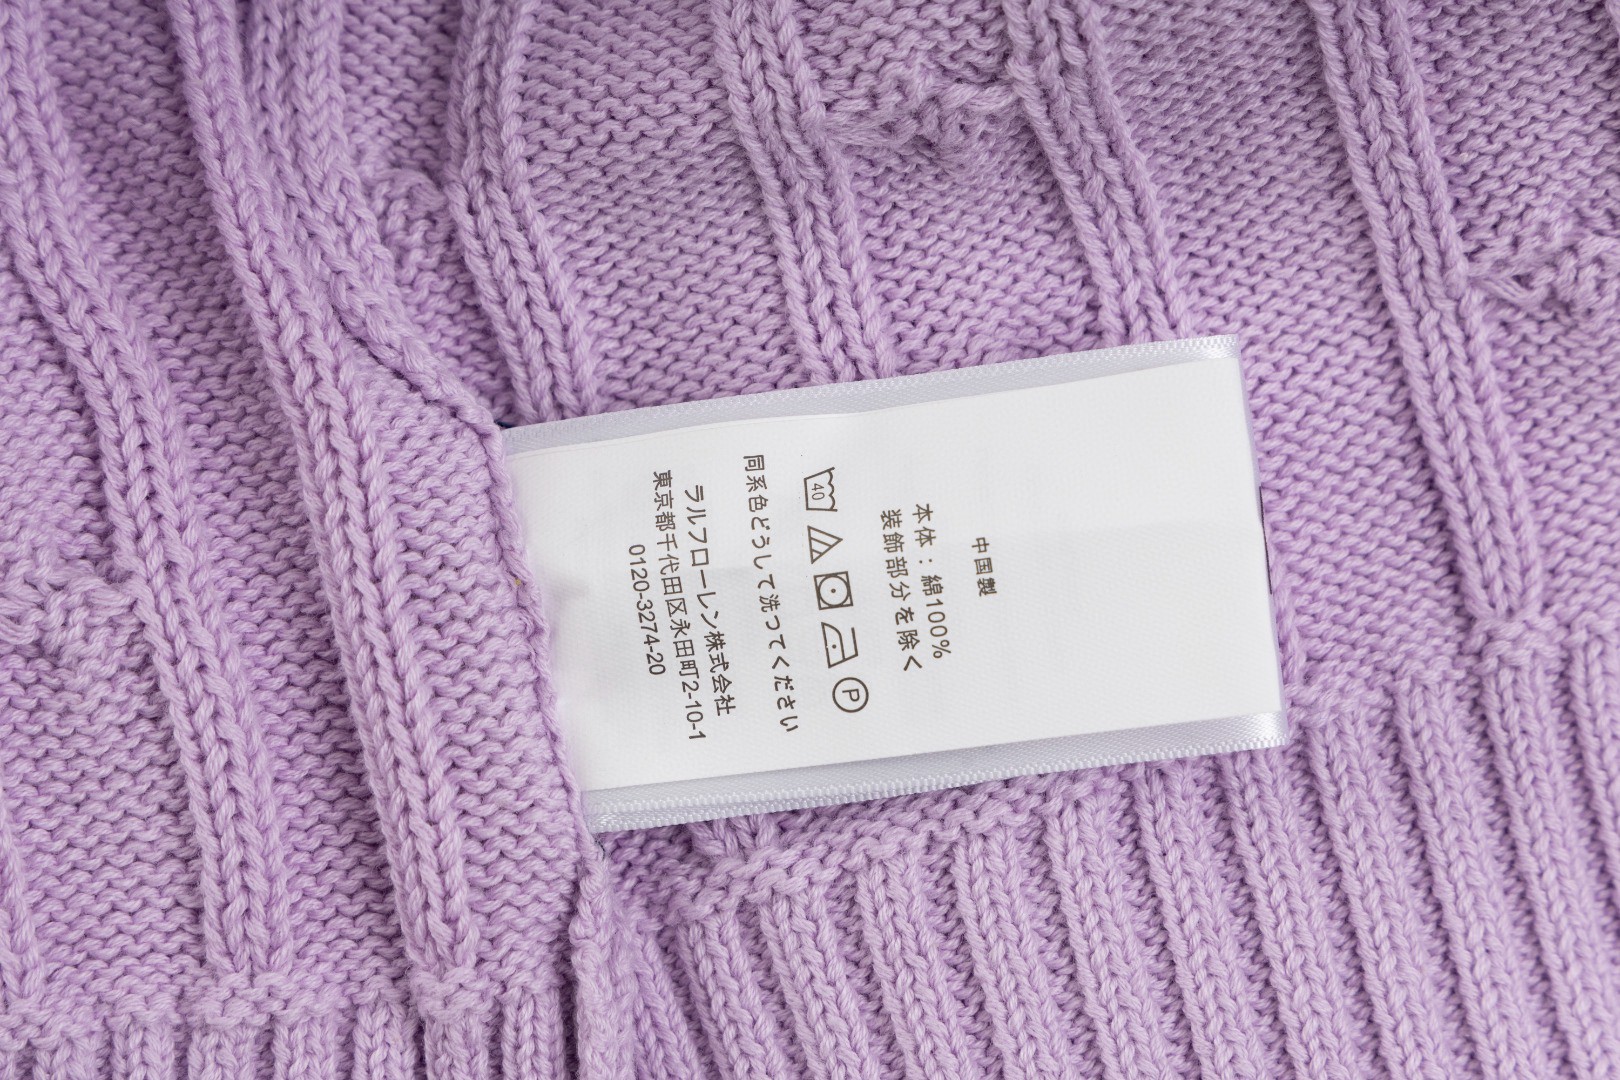 中国製
本体：綿100%
装飾部分を除く
40 P
同系色どうして洗ってください
ラルフローレン株式会社
東京都千代田区永田町2-10-1
0120-3274-20